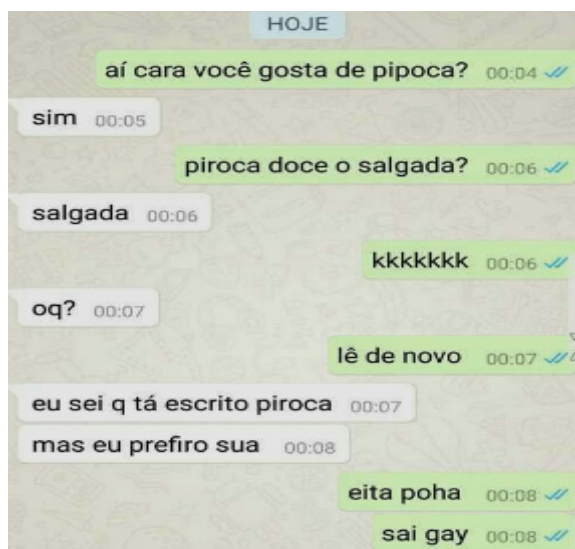 HOJE
aí cara você gosta de pipoca? 00:04
sim 00:05
piroca doce o salgada? 00:06
salgada 00:06
kkkkkkk 00:06
oq? 00:07
lê de novo 00:07
eu sei q tá escrito piroca 00:07
mas eu prefiro sua 00:08
eita poha 00:08
sai gay 00:08